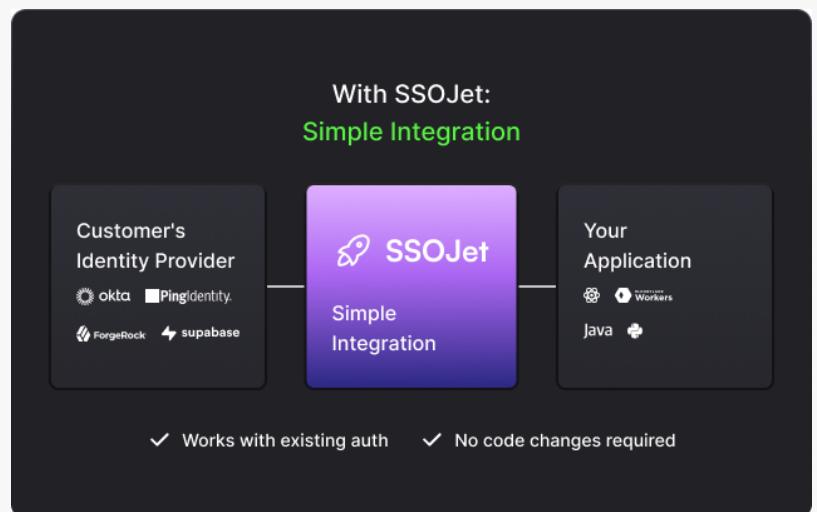 With SSOJet:
Simple Integration
Customer's
Identity Provider
okta PingIdentity.
ForgeRock supabase
SSOJet
Simple
Integration
Your
Application
Workers
Java
Works with existing auth
No code changes required